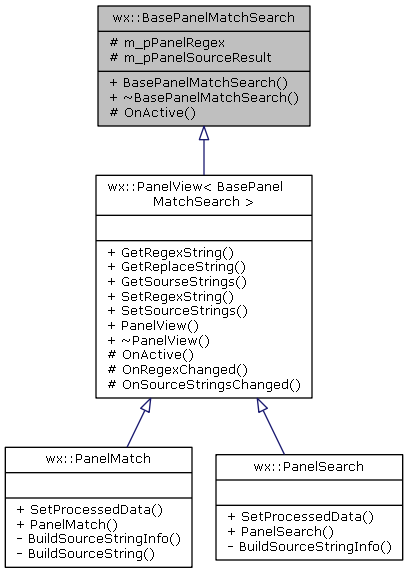 wx::BasePanelMatchSearch
# m_pPanelRegex
# m_pPanelSourceResult
+ BasePanelMatchSearch()
+ ~BasePanelMatchSearch()
# OnActive()
wx::PanelView< BasePanel
MatchSearch >
+ GetRegexString()
+ GetReplaceString()
+ GetSourseStrings()
+ SetRegexString()
+ SetSourceStrings()
+ PanelView()
+ ~PanelView()
# OnActive()
# OnRegexChanged()
# OnSourceStringsChanged()
wx::PanelMatch
+ SetProcessedData()
+ PanelMatch()
- BuildSourceStringInfo()
- BuildSourceString()
wx::PanelSearch
+ SetProcessedData()
+ PanelSearch()
- BuildSourceStringInfo()